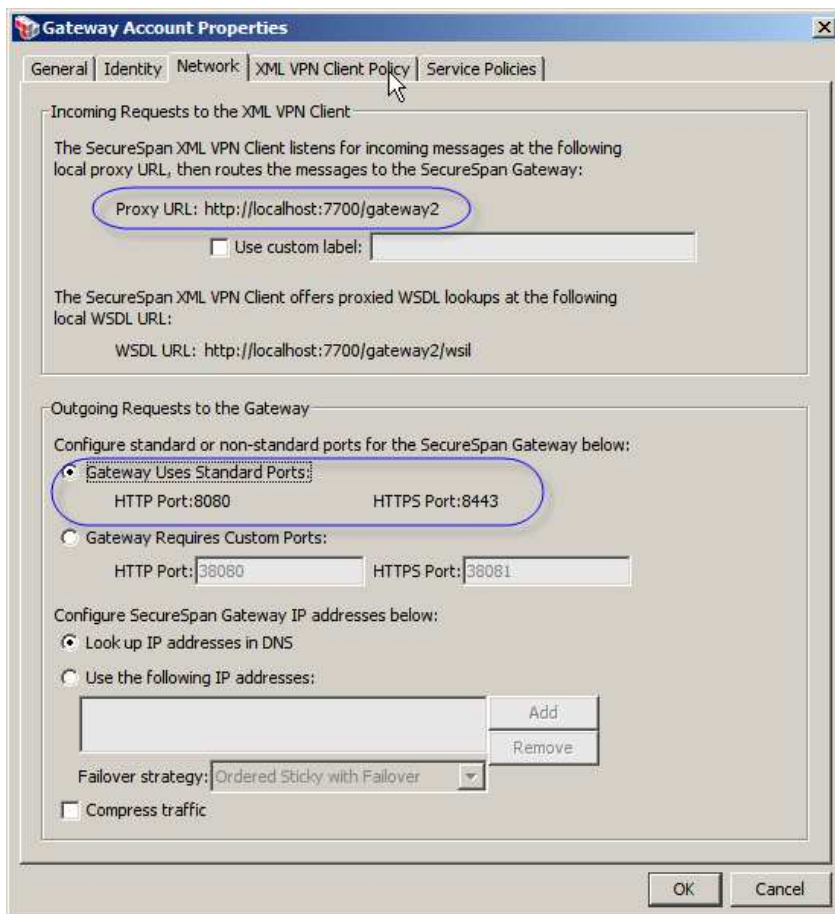 Gateway Account Properties
General Identity Network XML VPN Client Policy Service Policies
Incoming Requests to the XML VPN Client
The SecureSpan XML VPN Client listens for incoming messages at the following
local proxy URL, then routes the messages to the SecureSpan Gateway:
Proxy URL: http://localhost:7700/gateway2
Use custom label:
The SecureSpan XML VPN Client offers proxied WSDL lookups at the following
local WSDL URL:
WSDL URL: http://localhost:7700/gateway2/wsil
Outgoing Requests to the Gateway
Configure standard or non-standard ports for the SecureSpan Gateway below:
Gateway Uses Standard Ports:
HTTP Port:8080 HTTPS Port:8443
Gateway Requires Custom Ports:
HTTP Port: 38080 HTTPS Port: 38081
Configure SecureSpan Gateway IP addresses below:
Look up IP addresses in DNS
Use the following IP addresses:
Add
Remove
Failover strategy: Ordered Sticky with Failover
Compress traffic
OK Cancel